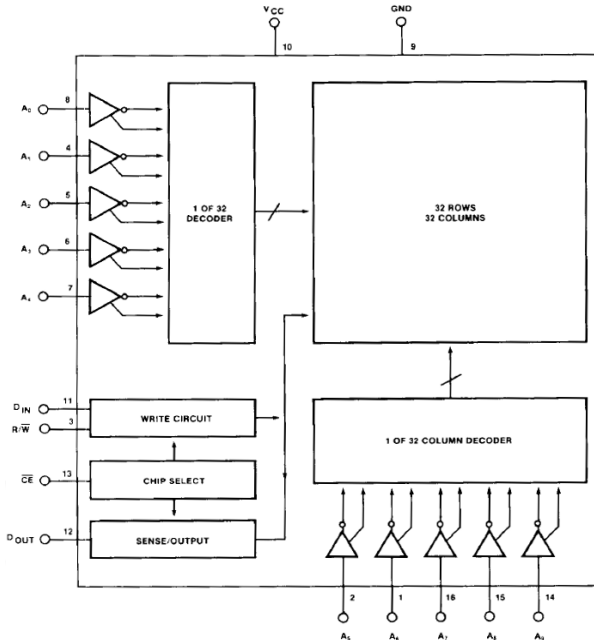 VCC
GND
10
9
A0
8
A1
4
A2
5
A3
6
A4
7
1 OF 32
DECODER
32 ROWS
32 COLUMNS
DIN
11
R/W̅
3
WRITE CIRCUIT
C̅E̅
13
CHIP SELECT
DOUT
12
SENSE/OUTPUT
1 OF 32 COLUMN DECODER
2
1
16
15
14
A5
A6
A7
A8
A9